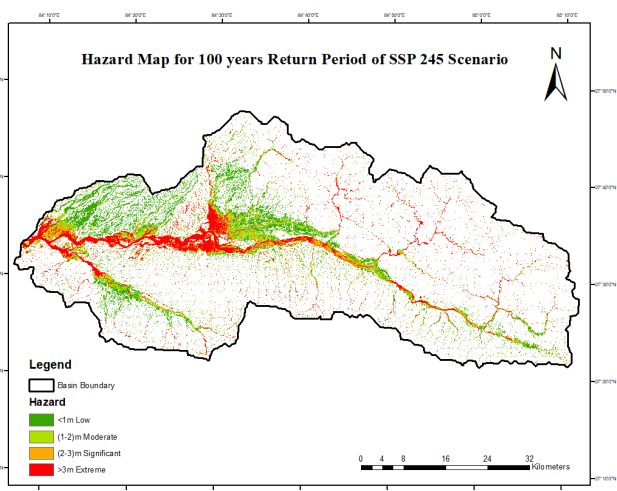 84°10'0"E 84°20'0"E 84°30'0"E 84°40'0"E 84°50'0"E 85°0'0"E 85°10'0"E
Hazard Map for 100 years Return Period of SSP 245 Scenario
N
27°50'0"N
27°40'0"N
27°30'0"N
27°20'0"N
27°10'0"N
Legend
Basin Boundary
Hazard
<1m Low
(1-2)m Moderate
(2-3)m Significant
>3m Extreme
0 4 8 16 24 32
Kilometers